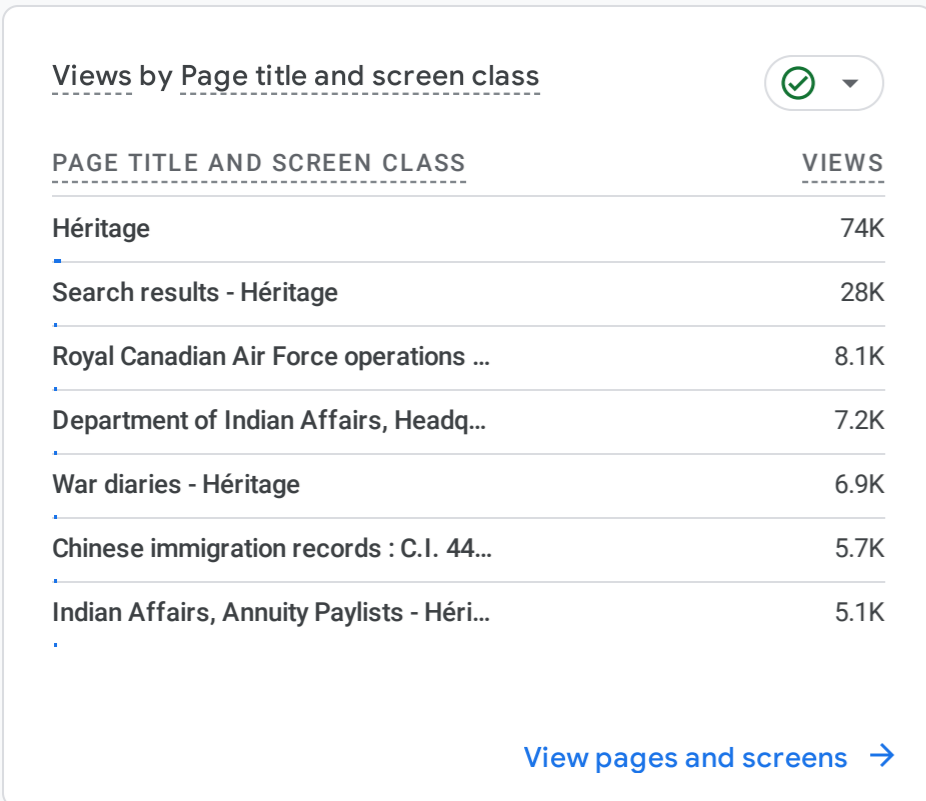 Views by Page title and screen class
PAGE TITLE AND SCREEN CLASS VIEWS
Héritage 74K
Search results - Héritage 28K
Royal Canadian Air Force operations ... 8.1K
Department of Indian Affairs, Headq... 7.2K
War diaries - Héritage 6.9K
Chinese immigration records : C.I. 44... 5.7K
Indian Affairs, Annuity Paylists - Héri... 5.1K
View pages and screens